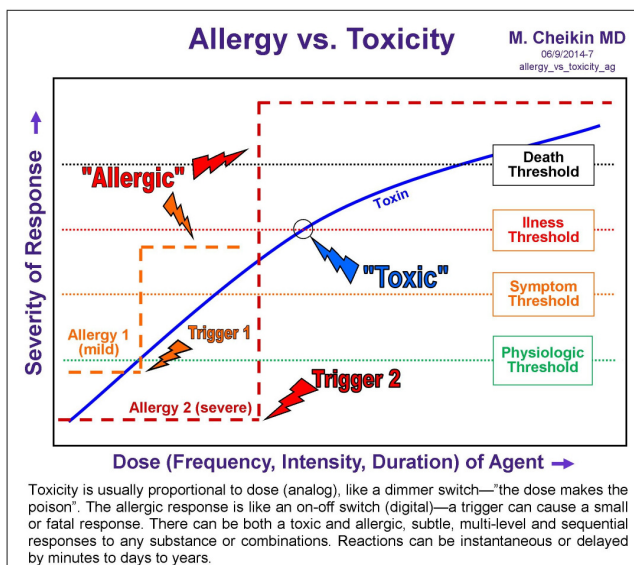 Allergy vs. Toxicity
M. Cheikin MD
06/9/2014-7
allergy_vs_toxicity_ag
Severity of Response
"Allergic"
Death
Threshold
Toxin
Ilness
Threshold
"Toxic"
Symptom
Threshold
Allergy 1
(mild)
Trigger 1
Physiologic
Threshold
Trigger 2
Allergy 2 (severe)
Dose (Frequency, Intensity, Duration) of Agent
Toxicity is usually proportional to dose (analog), like a dimmer switch—”the dose makes the
poison”. The allergic response is like an on-off switch (digital)—a trigger can cause a small
or fatal response. There can be both a toxic and allergic, subtle, multi-level and sequential
responses to any substance or combinations. Reactions can be instantaneous or delayed
by minutes to days to years.